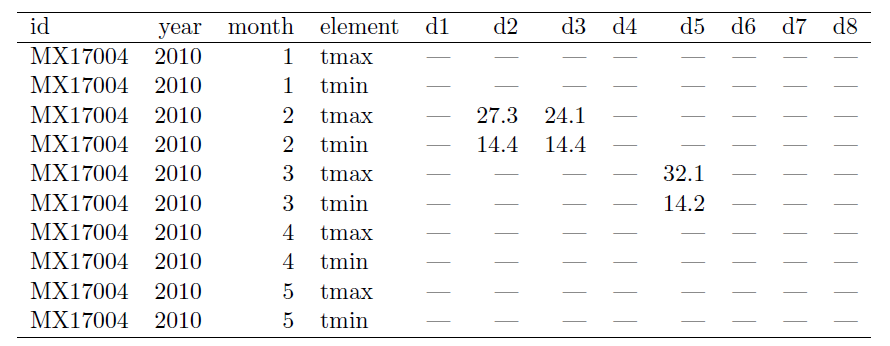 id year month element d1 d2 d3 d4 d5 d6 d7 d8
MX17004 2010 1 tmax — — — — — — — —
MX17004 2010 1 tmin — — — — — — — —
MX17004 2010 2 tmax — 27.3 24.1 — — — — —
MX17004 2010 2 tmin — 14.4 14.4 — — — — —
MX17004 2010 3 tmax — — — — 32.1 — — —
MX17004 2010 3 tmin — — — — 14.2 — — —
MX17004 2010 4 tmax — — — — — — — —
MX17004 2010 4 tmin — — — — — — — —
MX17004 2010 5 tmax — — — — — — — —
MX17004 2010 5 tmin — — — — — — — —